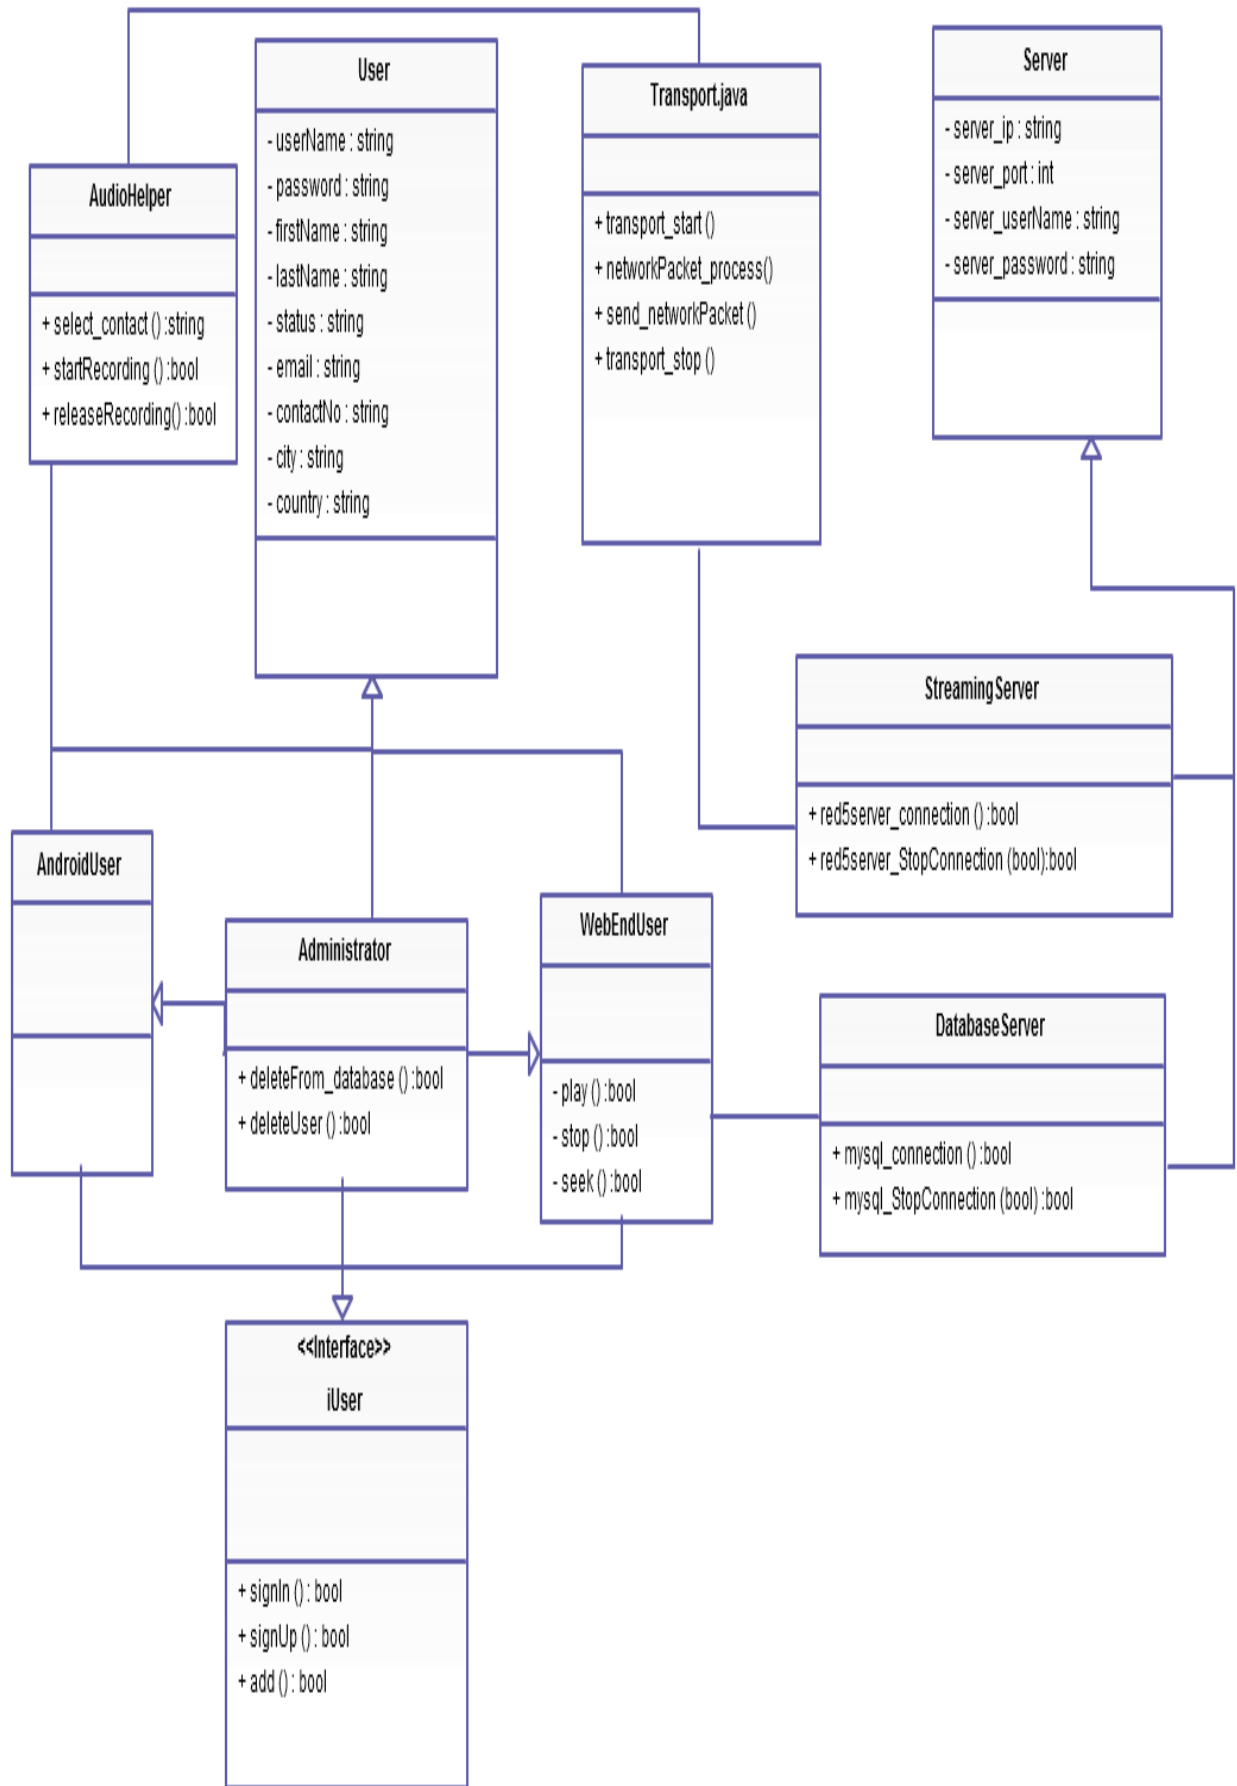 User
- userName : string
- password : string
- firstName : string
- lastName : string
- status : string
- email : string
- contactNo : string
- city : string
- country : string
Transport.java
+ transport_start ()
+ networkPacket_process()
+ send_networkPacket ()
+ transport_stop ()
Server
- server_ip : string
- server_port : int
- server_userName : string
- server_password : string
AudioHelper
+ select_contact () :string
+ startRecording () :bool
+ releaseRecording() :bool
StreamingServer
+ red5server_connection () :bool
+ red5server_StopConnection (bool):bool
AndroidUser
Administrator
+ deleteFrom_database () :bool
+ deleteUser () :bool
WebEndUser
- play () :bool
- stop () :bool
- seek () :bool
DatabaseServer
+ mysql_connection () :bool
+ mysql_StopConnection (bool) :bool
<<Interface>>
iUser
+ signIn () : bool
+ signUp () : bool
+ add () : bool